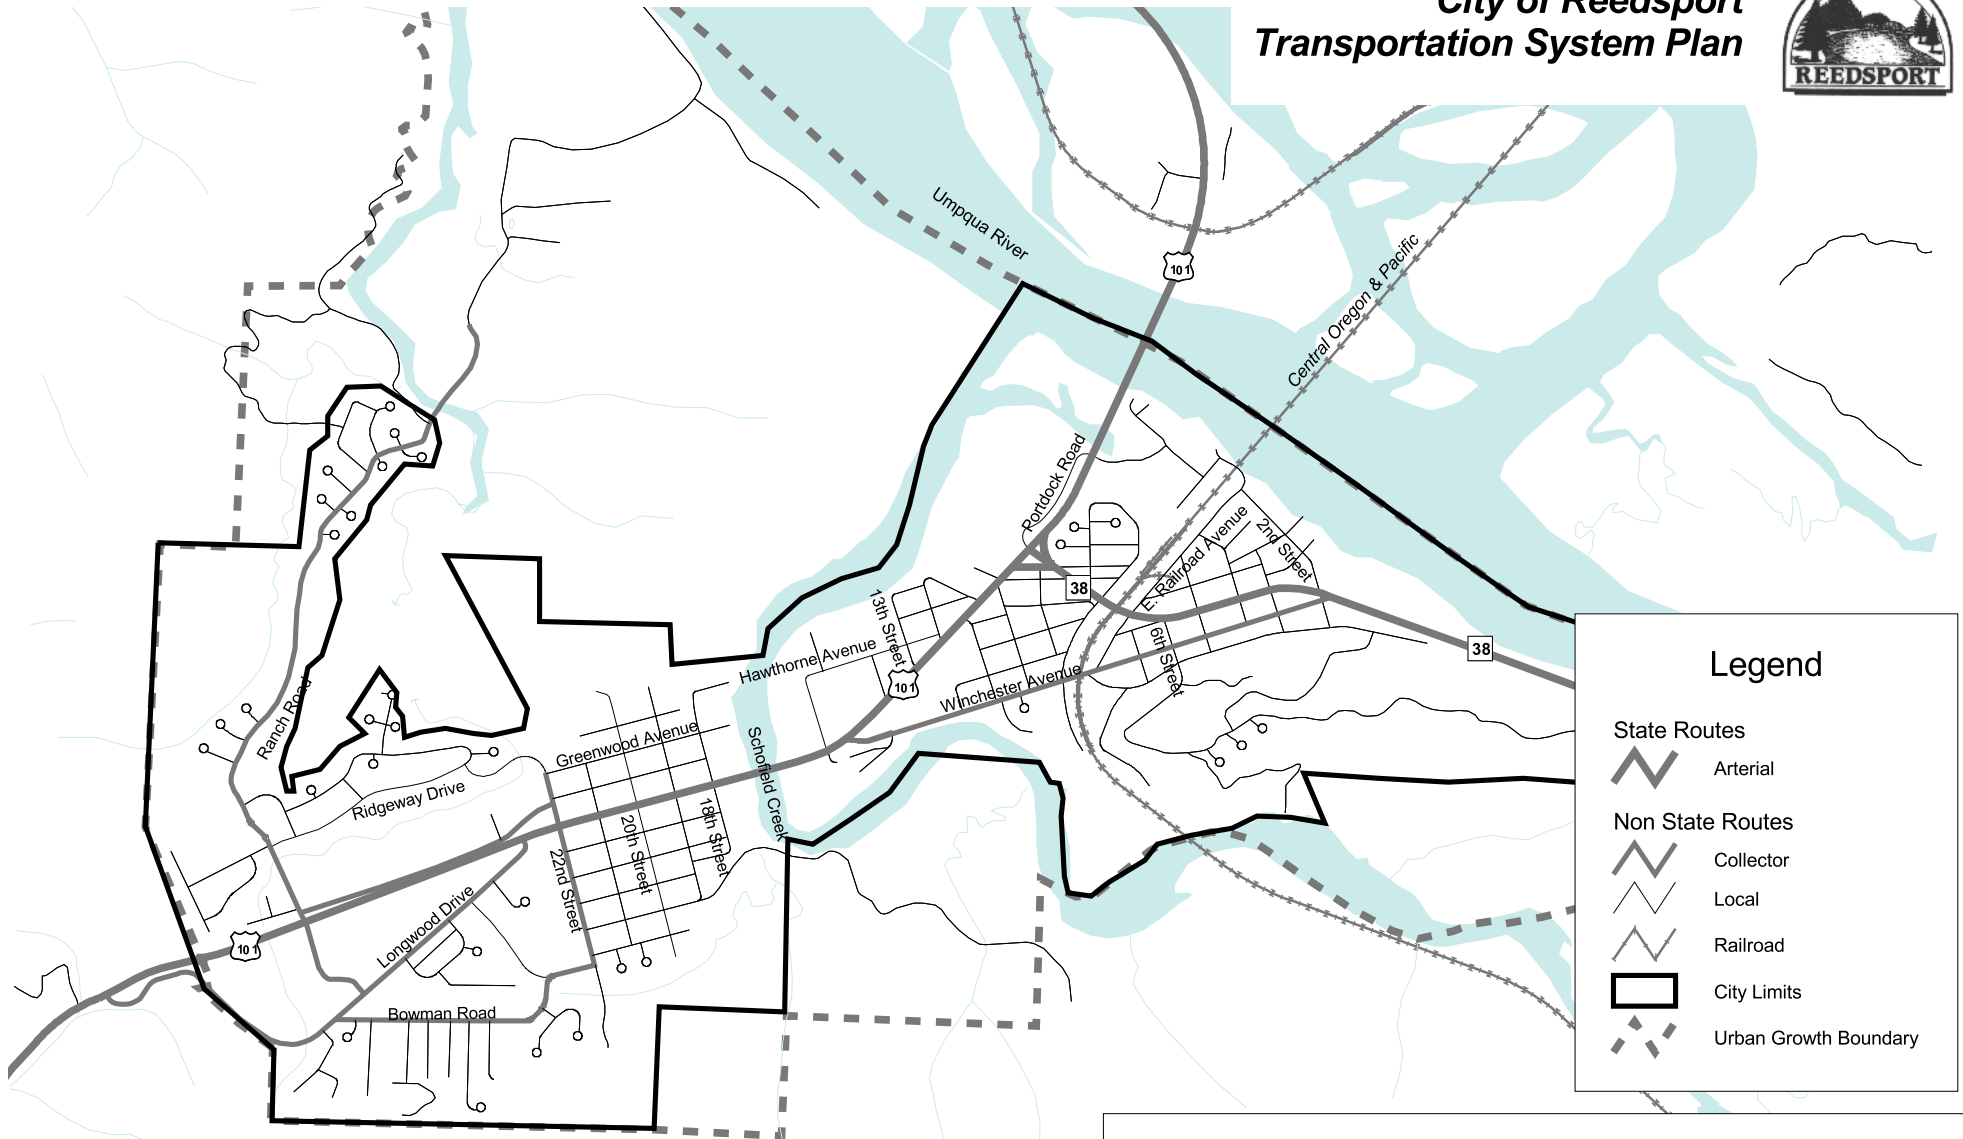 City of Reedsport
Transportation System Plan
REEDSPORT
Umpqua River
101
Central Oregon & Pacific
Portdock Road
2nd Street
E. Railroad Avenue
38
13th Street
6th Street
Hawthorne Avenue
38
101
Winchester Avenue
Ranch Road
Greenwood Avenue
Schofield Creek
Ridgeway Drive
18th Street
20th Street
22nd Street
Longwood Drive
101
Bowman Road
Legend
State Routes
Arterial
Non State Routes
Collector
Local
Railroad
City Limits
Urban Growth Boundary